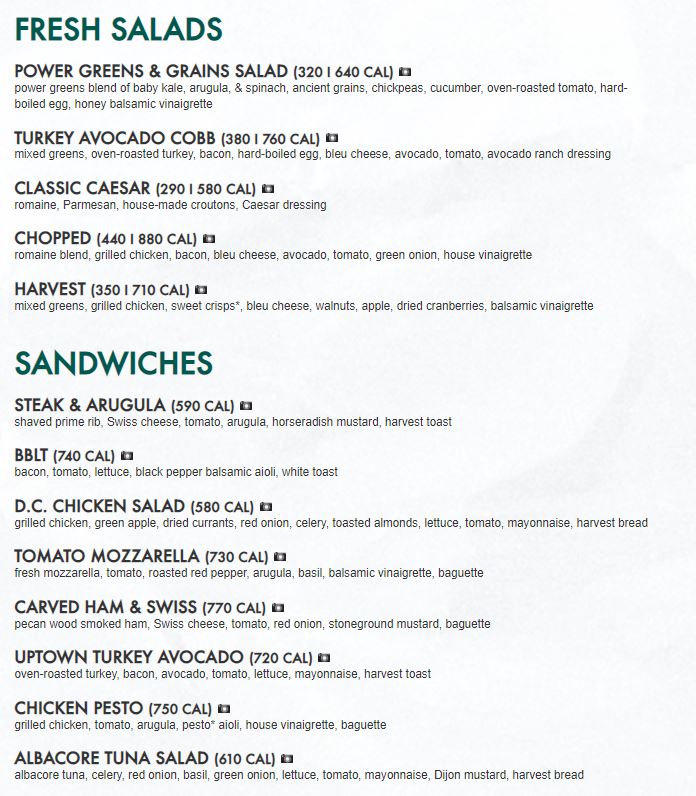 FRESH SALADS
POWER GREENS & GRAINS SALAD (320 | 640 CAL)
power greens blend of baby kale, arugula, & spinach, ancient grains, chickpeas, cucumber, oven-roasted tomato, hard-
boiled egg, honey balsamic vinaigrette
TURKEY AVOCADO COBB (380 | 760 CAL)
mixed greens, oven-roasted turkey, bacon, hard-boiled egg, bleu cheese, avocado, tomato, avocado ranch dressing
CLASSIC CAESAR (290 | 580 CAL)
romaine, Parmesan, house-made croutons, Caesar dressing
CHOPPED (440 | 880 CAL)
romaine blend, grilled chicken, bacon, bleu cheese, avocado, tomato, green onion, house vinaigrette
HARVEST (350 | 710 CAL)
mixed greens, grilled chicken, sweet crisps*, bleu cheese, walnuts, apple, dried cranberries, balsamic vinaigrette
SANDWICHES
STEAK & ARUGULA (590 CAL)
shaved prime rib, Swiss cheese, tomato, arugula, horseradish mustard, harvest toast
BBLT (740 CAL)
bacon, tomato, lettuce, black pepper balsamic aioli, white toast
D.C. CHICKEN SALAD (580 CAL)
grilled chicken, green apple, dried currants, red onion, celery, toasted almonds, lettuce, tomato, mayonnaise, harvest bread
TOMATO MOZZARELLA (730 CAL)
fresh mozzarella, tomato, roasted red pepper, arugula, basil, balsamic vinaigrette, baguette
CARVED HAM & SWISS (770 CAL)
pecan wood smoked ham, Swiss cheese, tomato, red onion, stoneground mustard, baguette
UPTOWN TURKEY AVOCADO (720 CAL)
oven-roasted turkey, bacon, avocado, tomato, lettuce, mayonnaise, harvest toast
CHICKEN PESTO (750 CAL)
grilled chicken, tomato, arugula, pesto* aioli, house vinaigrette, baguette
ALBACORE TUNA SALAD (610 CAL)
albacore tuna, celery, red onion, basil, green onion, lettuce, tomato, mayonnaise, Dijon mustard, harvest bread